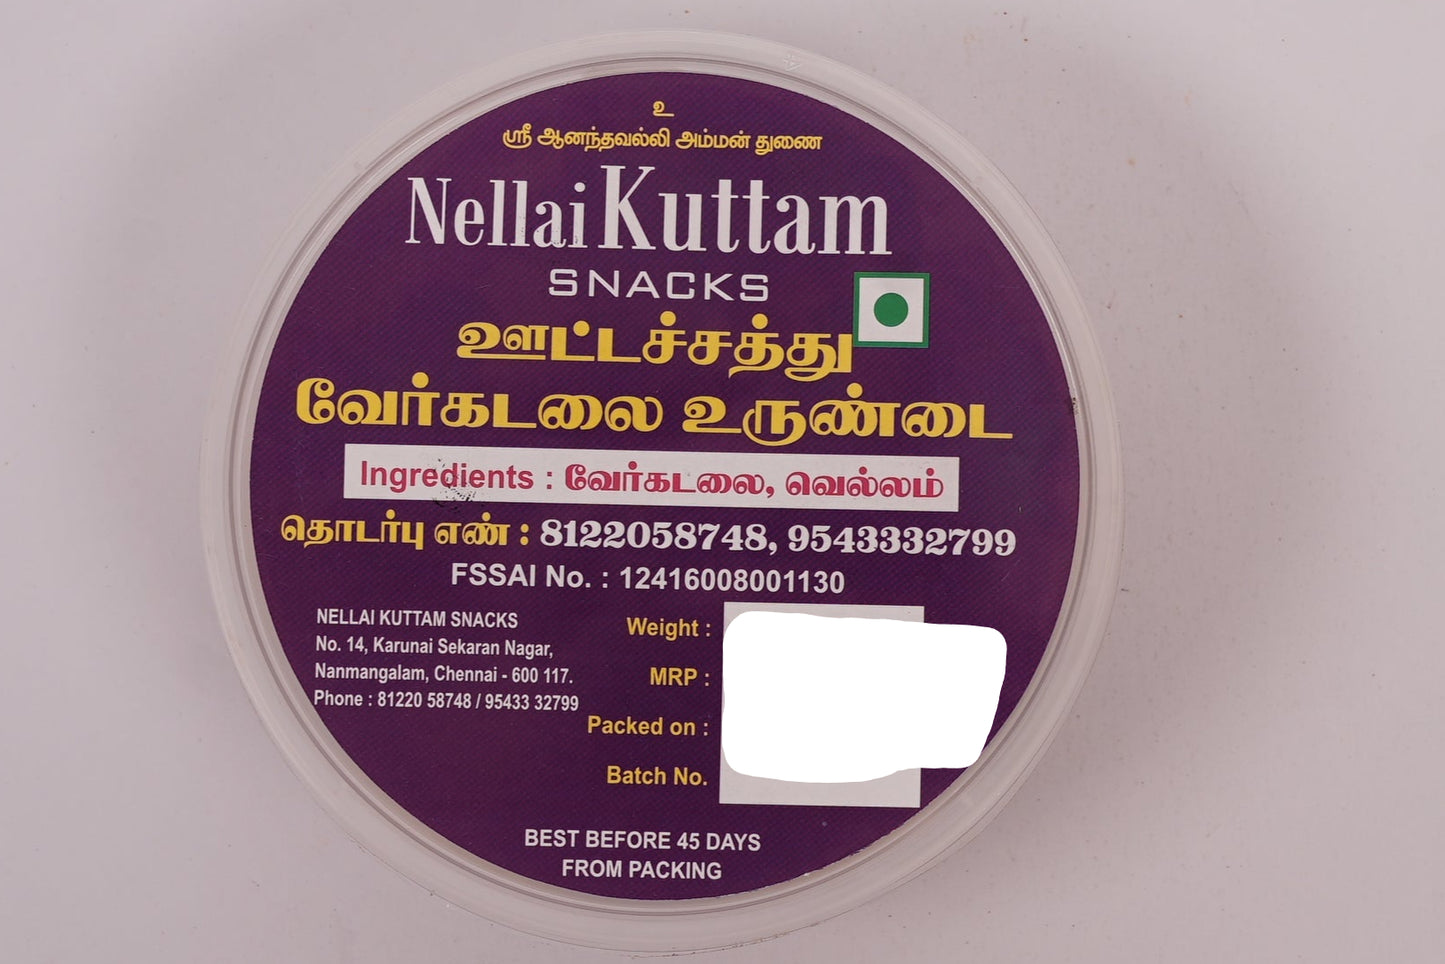 உ
ஸ்ரீ ஆனந்தவல்லி அம்மன் துணை
Nellai Kuttam
SNACKS
ஊட்டச்சத்து
வேர்கடலை உருண்டை
Ingredients : வேர்கடலை, வெல்லம்
தொடர்பு எண் : 8122058748, 9543332799
FSSAI No. : 12416008001130
NELLAI KUTTAM SNACKS
No. 14, Karunai Sekaran Nagar,
Nanmangalam, Chennai - 600 117.
Phone : 81220 58748 / 95433 32799
Weight :
MRP :
Packed on :
Batch No.
BEST BEFORE 45 DAYS
FROM PACKING